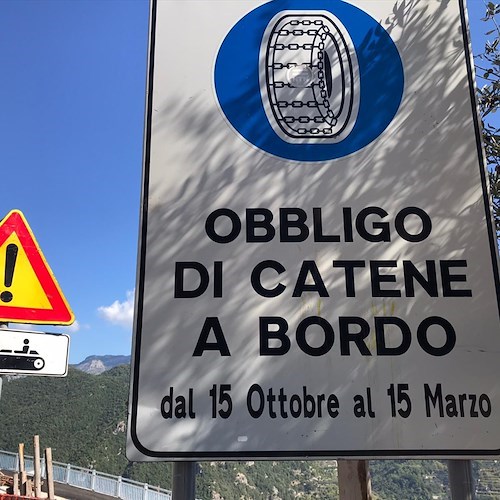 OBBLIGO
DI CATENE
A BORDO
dal 15 Ottobre al 15 Marzo